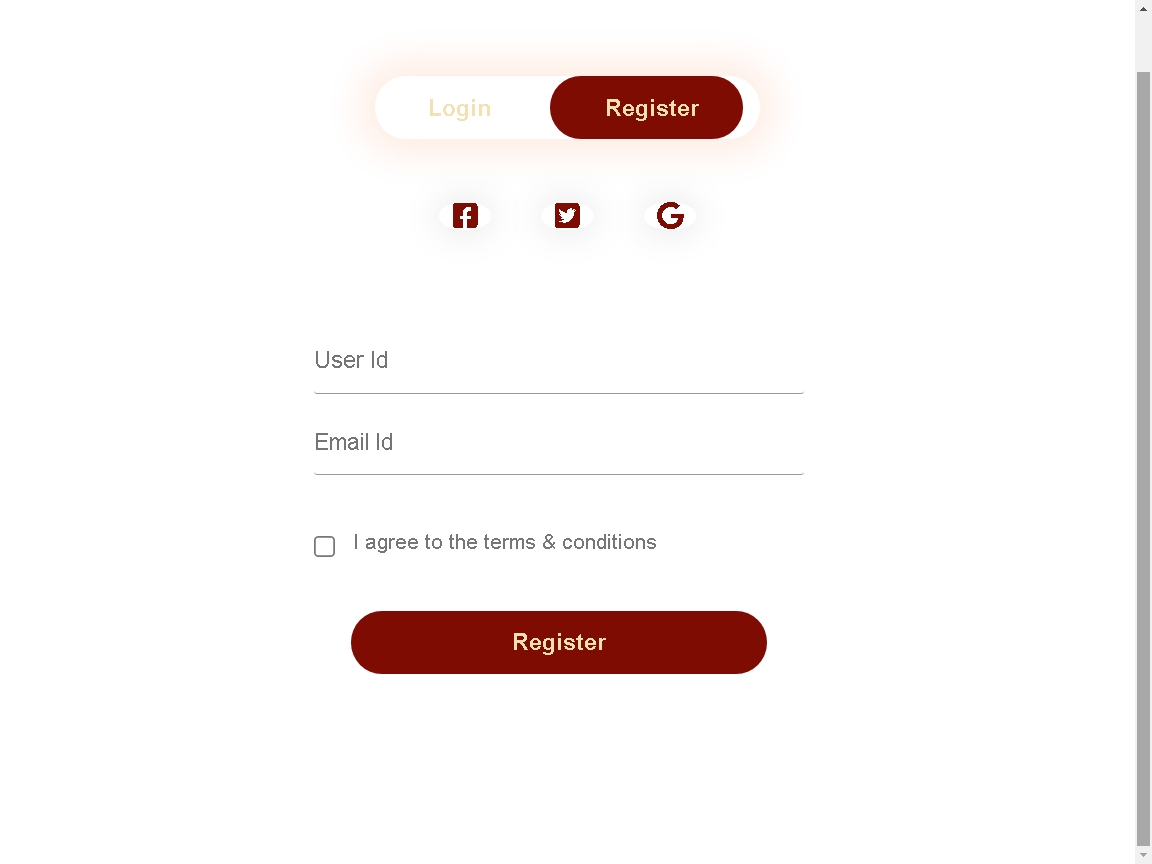 Login Register
User Id
Email Id
I agree to the terms & conditions
Register